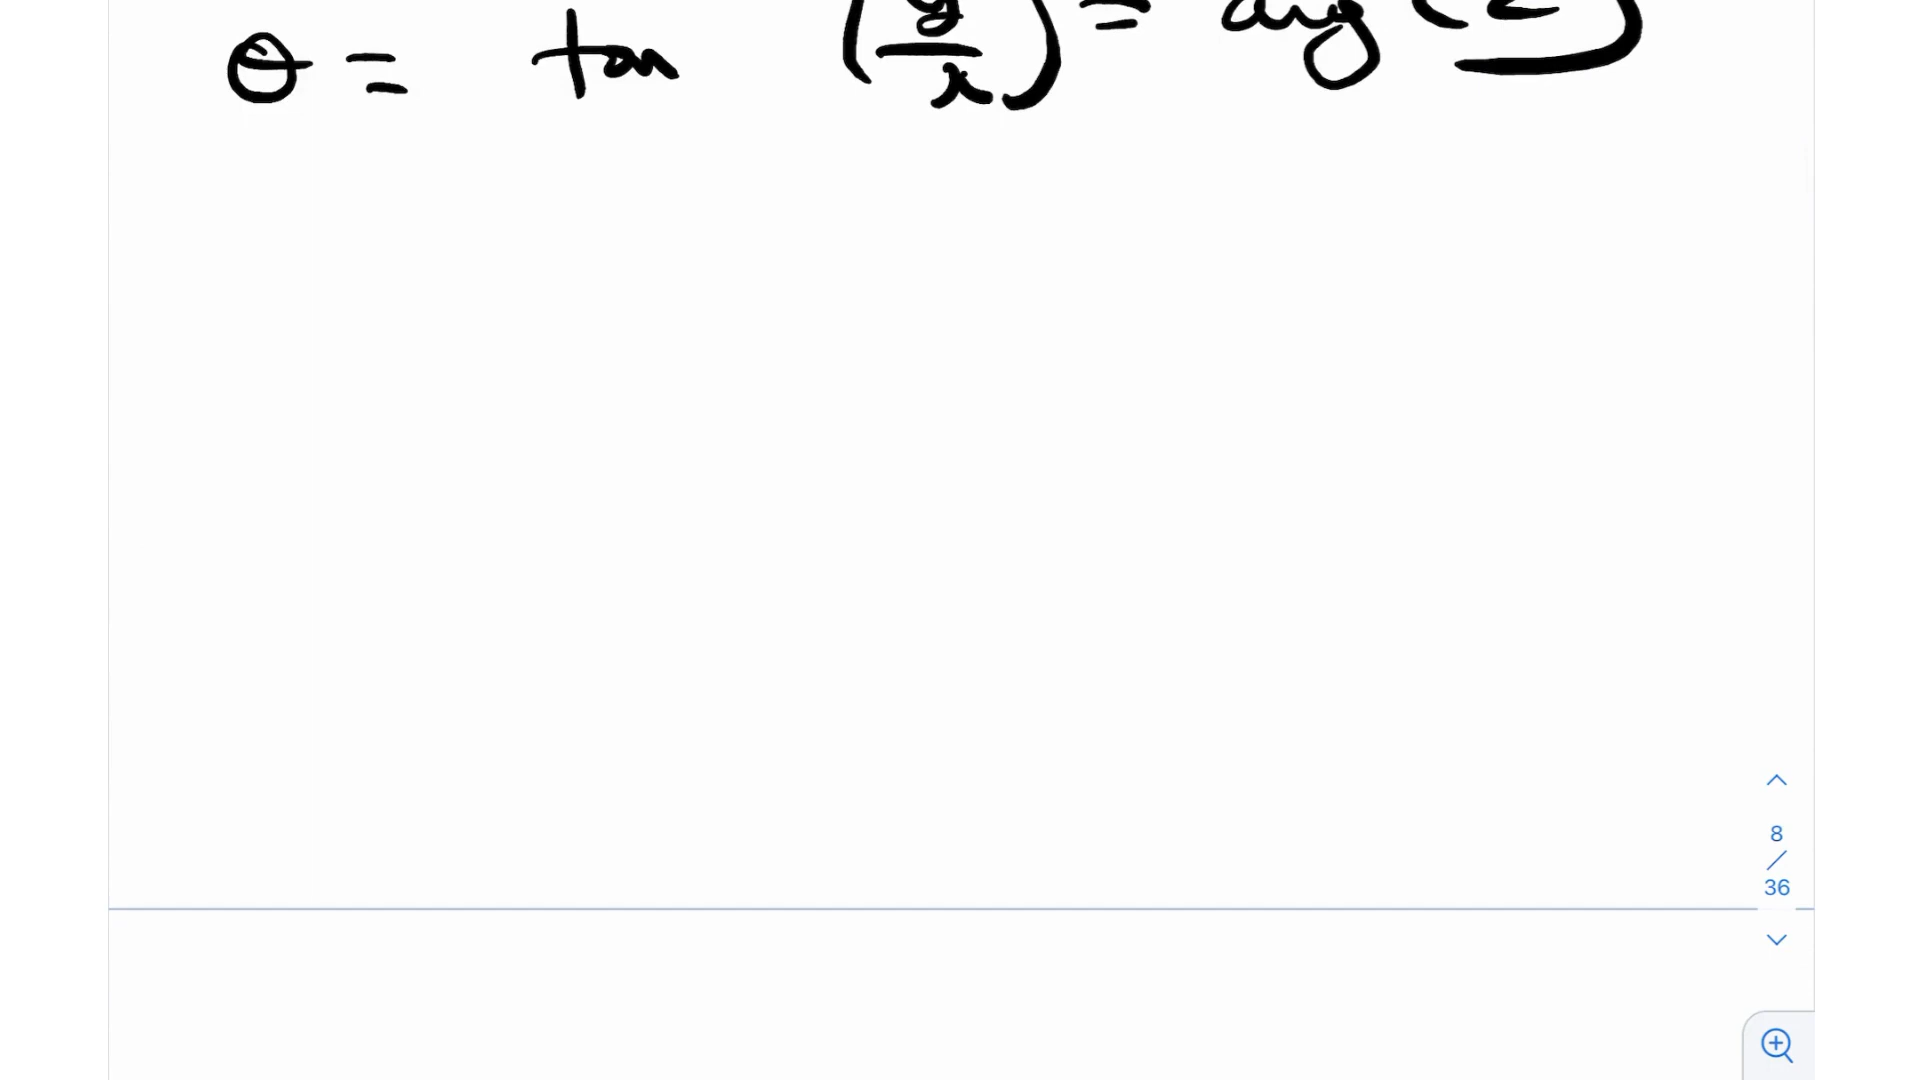 θ = tan (y/x) = arg(z)
8
/
36